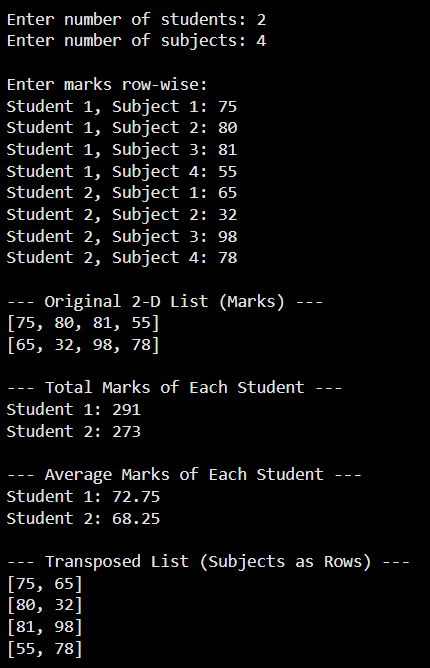 Enter number of students: 2
Enter number of subjects: 4
Enter marks row-wise:
Student 1, Subject 1: 75
Student 1, Subject 2: 80
Student 1, Subject 3: 81
Student 1, Subject 4: 55
Student 2, Subject 1: 65
Student 2, Subject 2: 32
Student 2, Subject 3: 98
Student 2, Subject 4: 78
--- Original 2-D List (Marks) ---
[75, 80, 81, 55]
[65, 32, 98, 78]
--- Total Marks of Each Student ---
Student 1: 291
Student 2: 273
--- Average Marks of Each Student ---
Student 1: 72.75
Student 2: 68.25
--- Transposed List (Subjects as Rows) ---
[75, 65]
[80, 32]
[81, 98]
[55, 78]